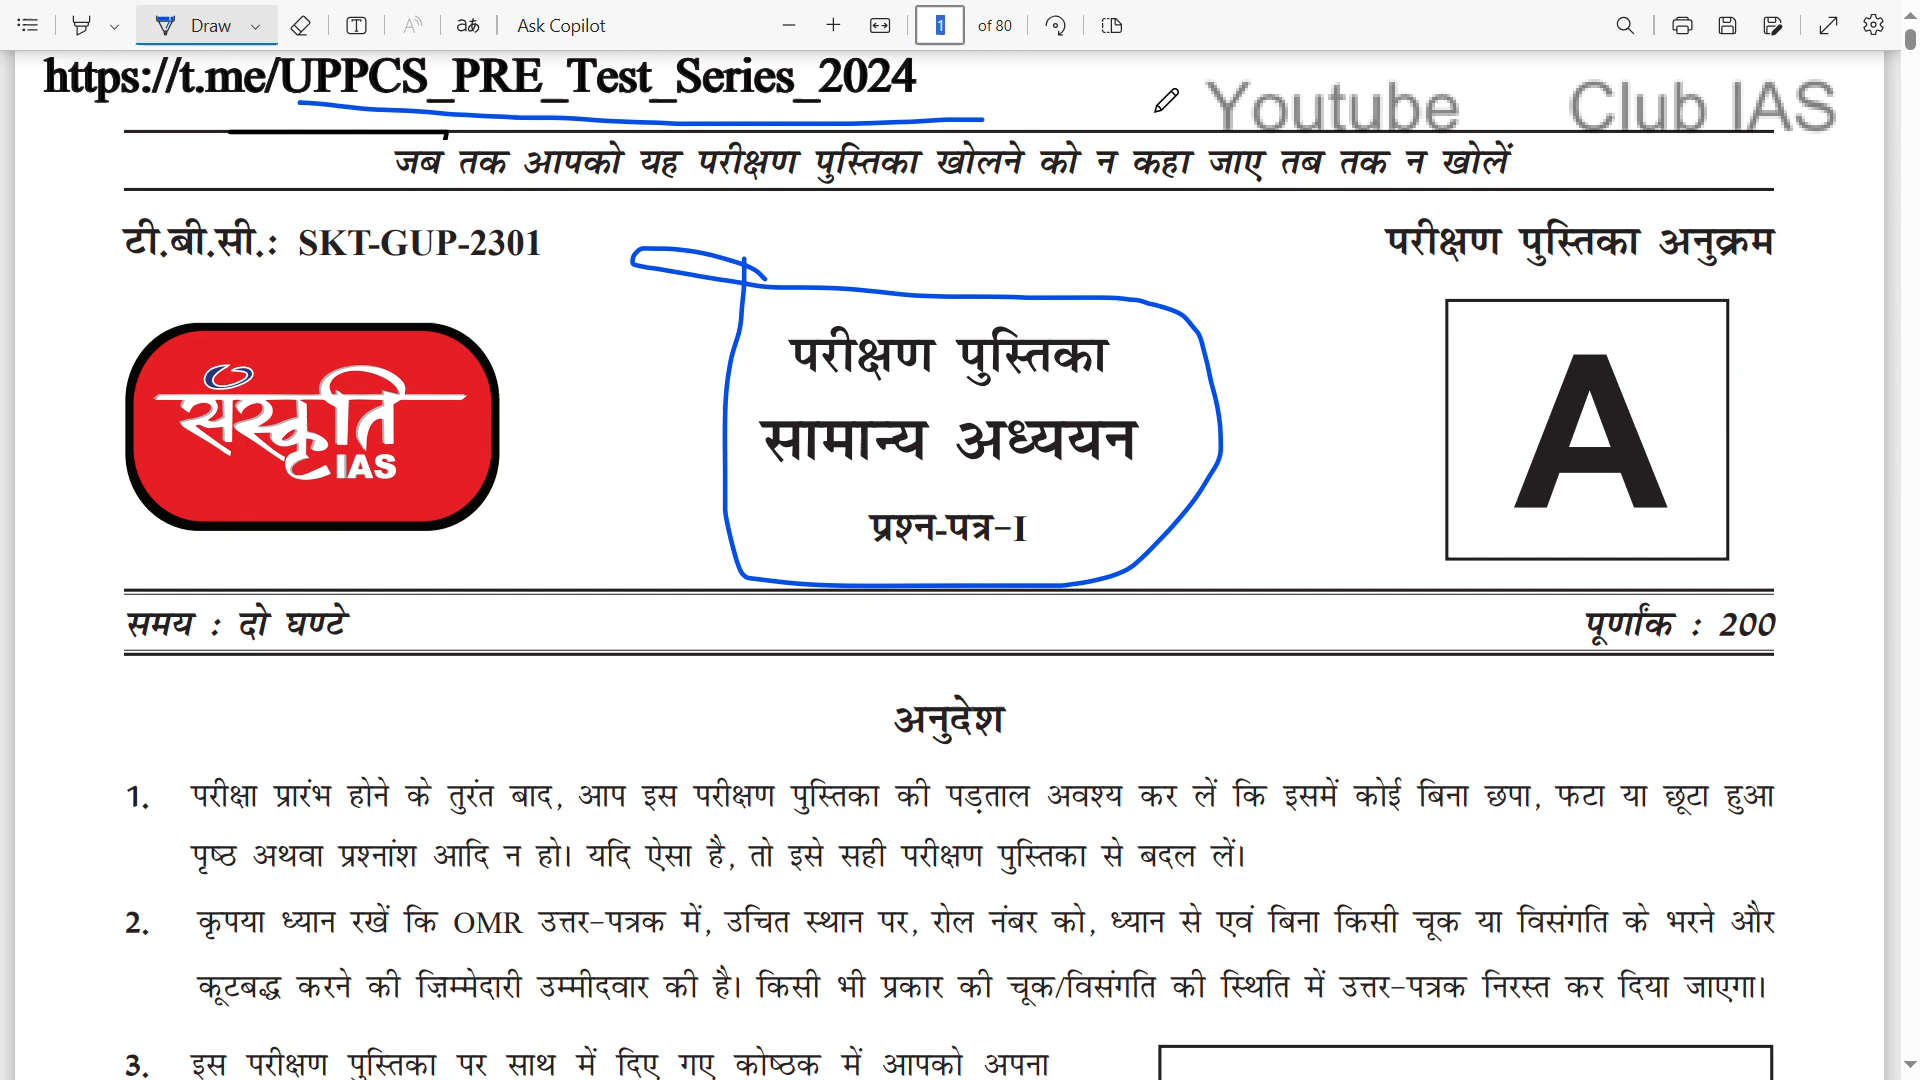 Draw
Ask Copilot
1 of 80
https://t.me/UPPCS_PRE_Test_Series_2024
Youtube Club IAS
जब तक आपको यह परीक्षण पुस्तिका खोलने को न कहा जाए तब तक न खोलें
टी.बी.सी.: SKT-GUP-2301
परीक्षण पुस्तिका अनुक्रम
संस्कृति
IAS
परीक्षण पुस्तिका
सामान्य अध्ययन
प्रश्न-पत्र-I
A
समय : दो घण्टे
पूर्णांक : 200
अनुदेश
1. परीक्षा प्रारंभ होने के तुरंत बाद, आप इस परीक्षण पुस्तिका की पड़ताल अवश्य कर लें कि इसमें कोई बिना छपा, फटा या छूटा हुआ
पृष्ठ अथवा प्रश्नांश आदि न हो। यदि ऐसा है, तो इसे सही परीक्षण पुस्तिका से बदल लें।
2. कृपया ध्यान रखें कि OMR उत्तर-पत्रक में, उचित स्थान पर, रोल नंबर को, ध्यान से एवं बिना किसी चूक या विसंगति के भरने और
कूटबद्ध करने की ज़िम्मेदारी उम्मीदवार की है। किसी भी प्रकार की चूक/विसंगति की स्थिति में उत्तर-पत्रक निरस्त कर दिया जाएगा।
3. इस परीक्षण पुस्तिका पर साथ में दिए गए कोष्ठक में आपको अपना